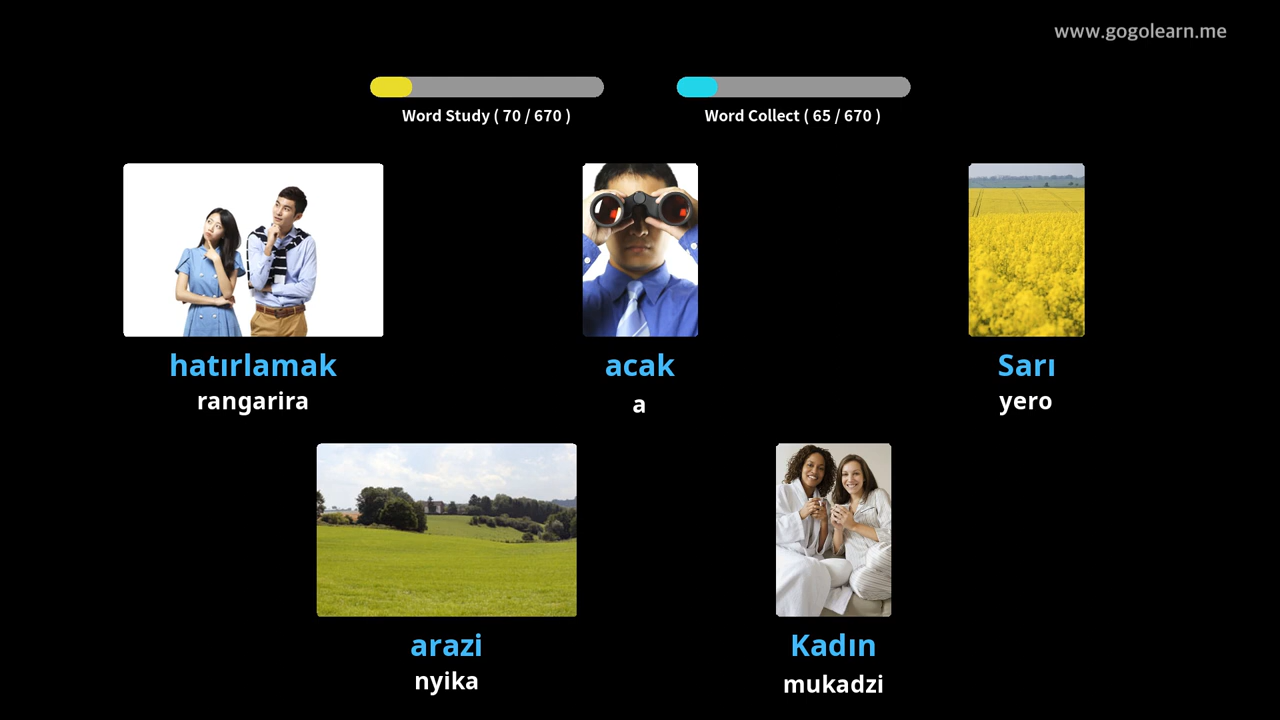 www.gogolearn.me
Word Study ( 70 / 670 )
Word Collect ( 65 / 670 )
hatırlamak
rangarira
acak
a
Sarı
yero
arazi
nyika
Kadın
mukadzi